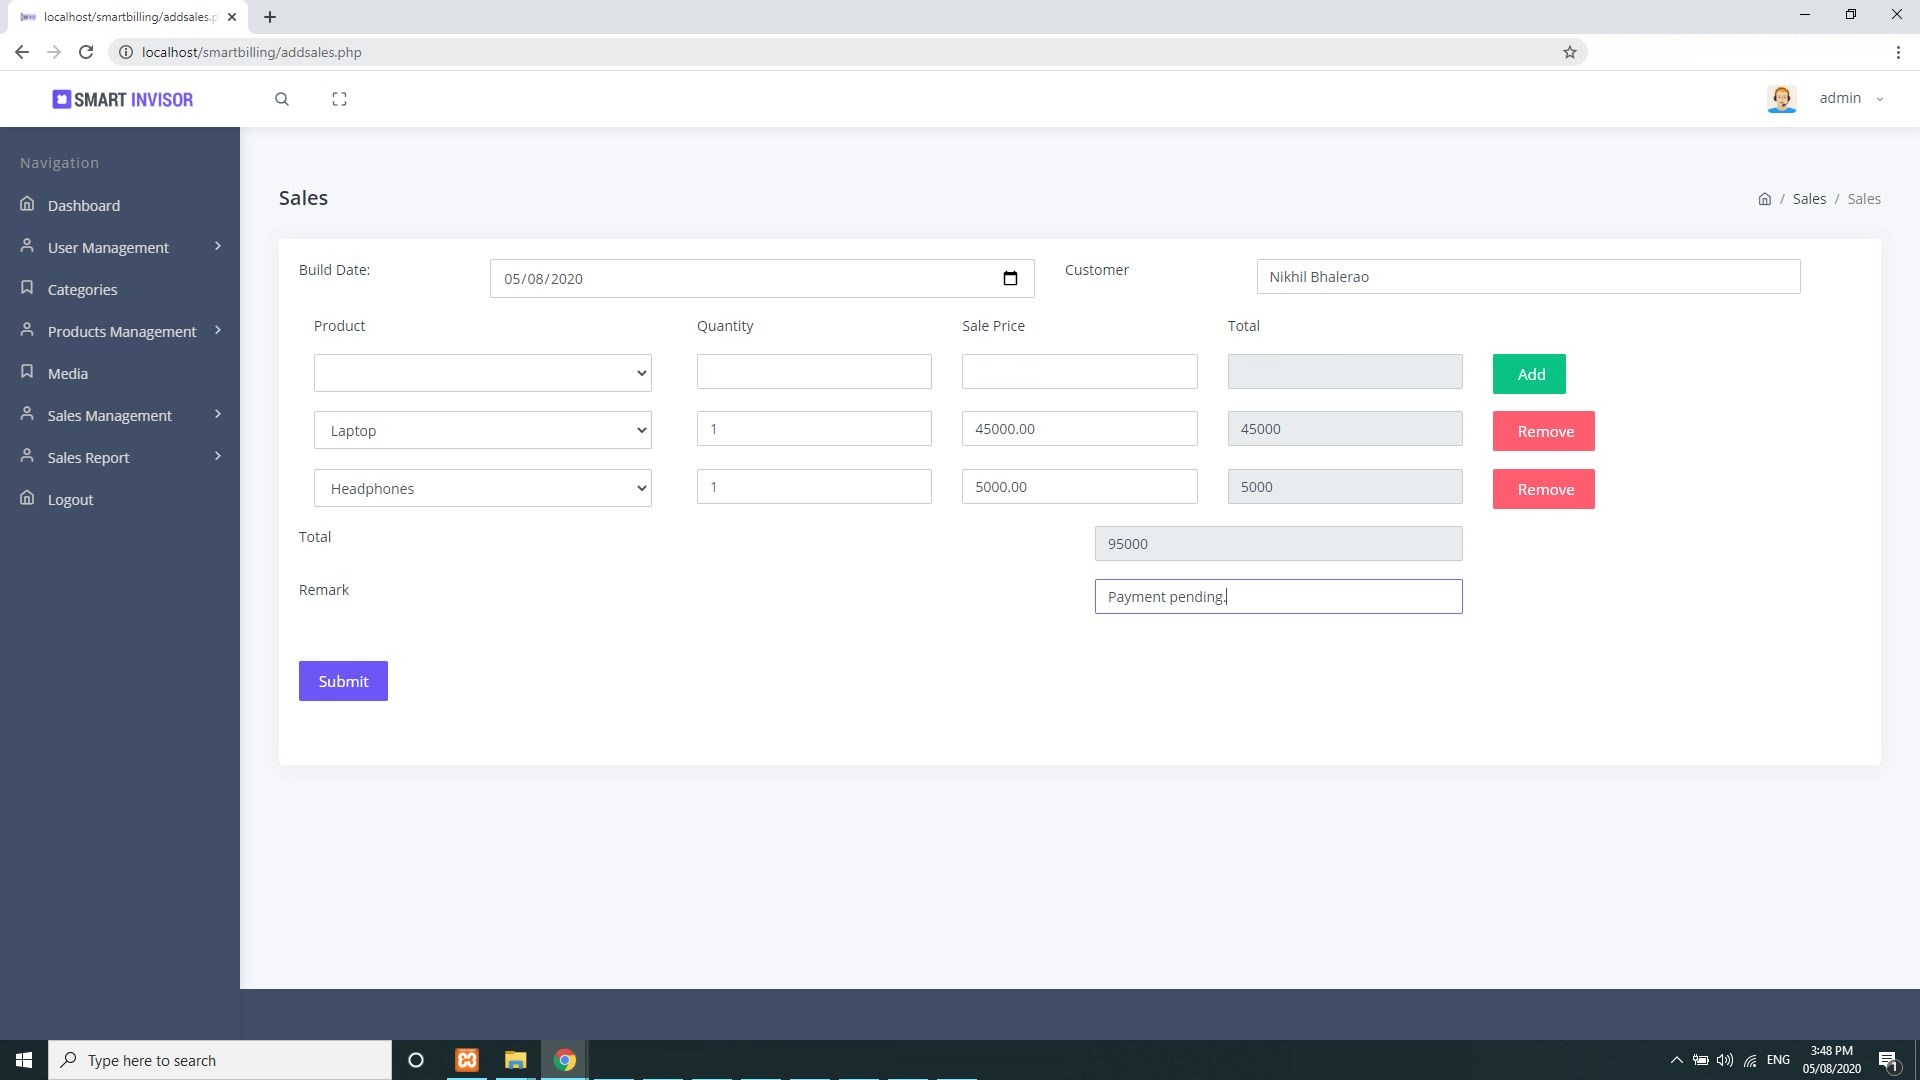 localhost/smartbilling/addsales.p
localhost/smartbilling/addsales.php
SMART INVISOR
admin
Navigation
Dashboard
User Management
Categories
Products Management
Media
Sales Management
Sales Report
Logout
Sales
/ Sales / Sales
Build Date: 05/08/2020 Customer Nikhil Bhalerao
Product Quantity Sale Price Total
Add
Laptop 1 45000.00 45000 Remove
Headphones 1 5000.00 5000 Remove
Total 95000
Remark Payment pending.
Submit
Type here to search
ENG
3:48 PM
05/08/2020
1